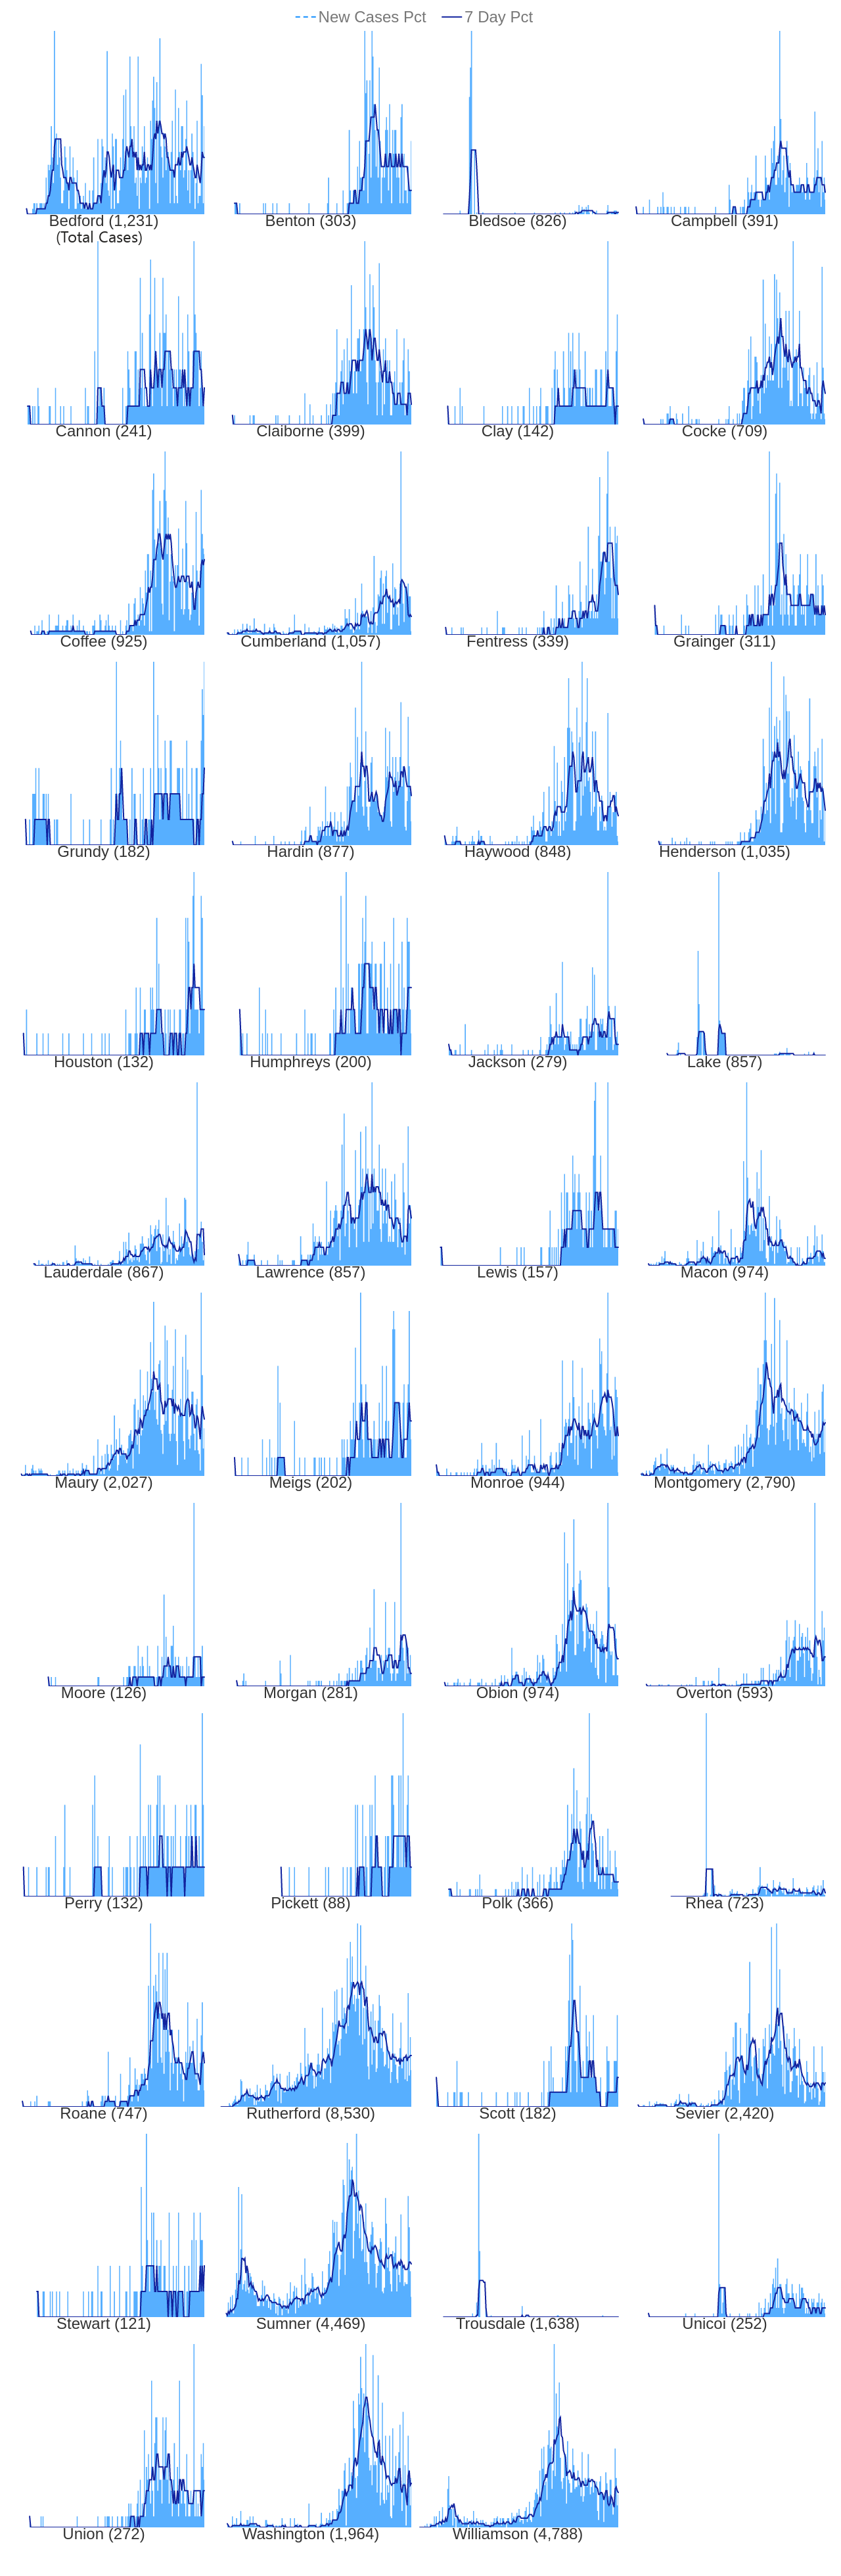 New Cases Pct 7 Day Pct
Bedford (1,231) Benton (303) Bledsoe (826) Campbell (391)
(Total Cases)
Cannon (241) Claiborne (399) Clay (142) Cocke (709)
Coffee (925) Cumberland (1,057) Fentress (339) Grainger (311)
Grundy (182) Hardin (877) Haywood (848) Henderson (1,035)
Houston (132) Humphreys (200) Jackson (279) Lake (857)
Lauderdale (867) Lawrence (857) Lewis (157) Macon (974)
Maury (2,027) Meigs (202) Monroe (944) Montgomery (2,790)
Moore (126) Morgan (281) Obion (974) Overton (593)
Perry (132) Pickett (88) Polk (366) Rhea (723)
Roane (747) Rutherford (8,530) Scott (182) Sevier (2,420)
Stewart (121) Sumner (4,469) Trousdale (1,638) Unicoi (252)
Union (272) Washington (1,964) Williamson (4,788)